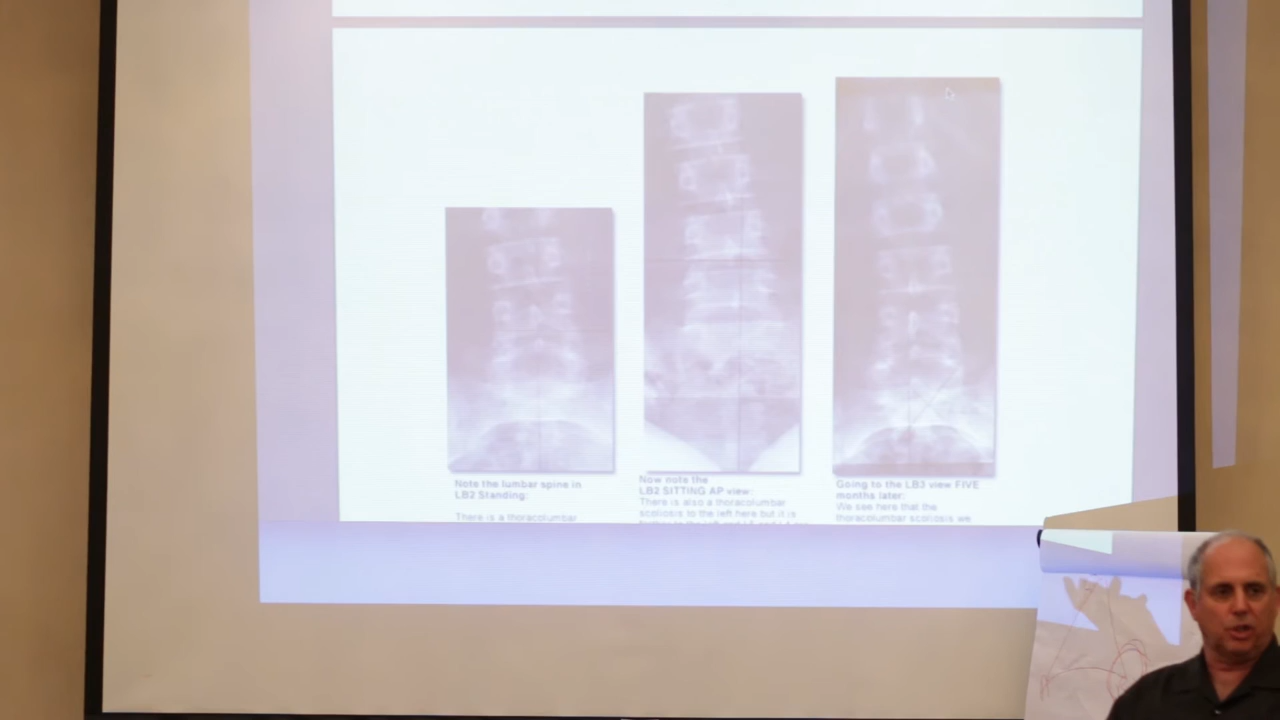 Note the lumbar spine in
LB2 Standing:
There is a thoracolumbar
Now note the
LB2 SITTING AP view:
There is also a thoracolumbar
scoliosis to the left here but it is
Going to the LB3 view FIVE
months later:
We see here that the
thoracolumbar scoliosis we